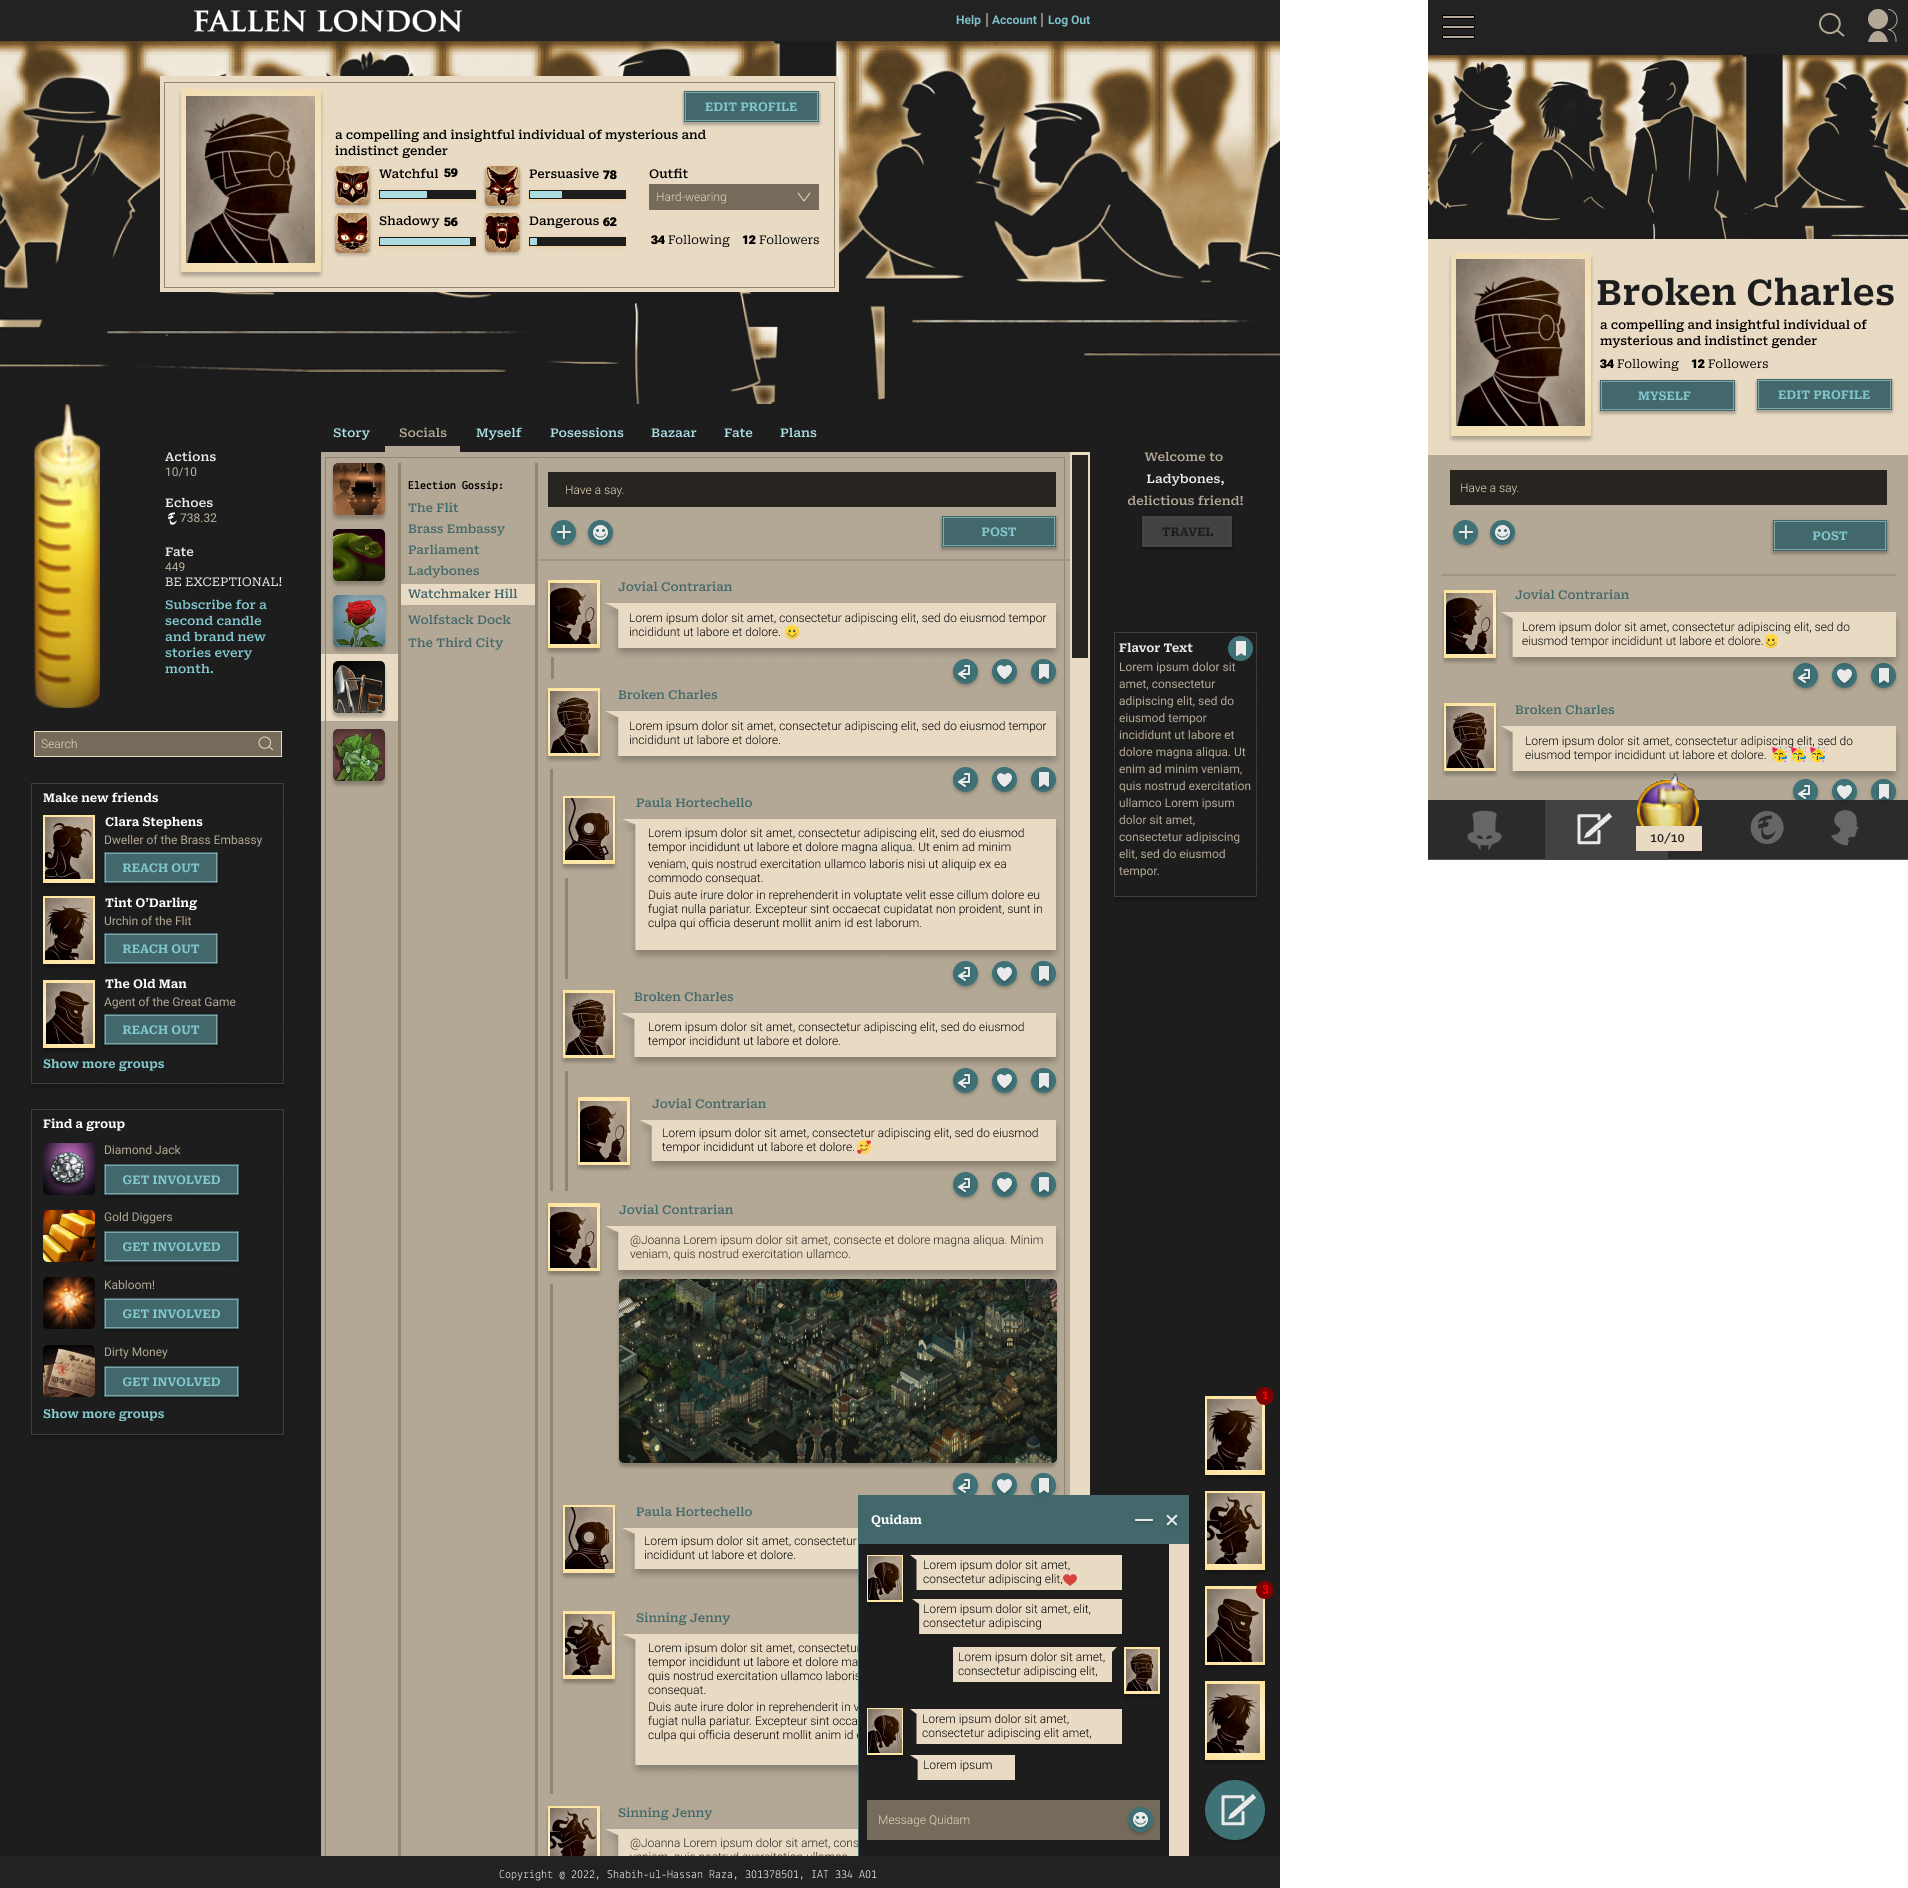 FALLEN LONDON
Help | Account | Log Out
EDIT PROFILE
a compelling and insightful individual of mysterious and
indistinct gender
Watchful 59
Persuasive 78
Outfit
Hard-wearing
Shadowy 56
Dangerous 62
34 Following 12 Followers
Story Socials Myself Posessions Bazaar Fate Plans
Actions
10/10
Echoes
738.32
Fate
449
BE EXCEPTIONAL!
Subscribe for a
second candle
and brand new
stories every
month.
Search
Make new friends
Clara Stephens
Dweller of the Brass Embassy
REACH OUT
Tint O'Darling
Urchin of the Flit
REACH OUT
The Old Man
Agent of the Great Game
REACH OUT
Show more groups
Find a group
Diamond Jack
GET INVOLVED
Gold Diggers
GET INVOLVED
Kabloom!
GET INVOLVED
Dirty Money
GET INVOLVED
Show more groups
Election Gossip:
The Flit
Brass Embassy
Parliament
Ladybones
Watchmaker Hill
Wolfstack Dock
The Third City
Have a say.
POST
Jovial Contrarian
Lorem ipsum dolor sit amet, consectetur adipiscing elit, sed do eiusmod tempor
incididunt ut labore et dolore. 🙂
Broken Charles
Lorem ipsum dolor sit amet, consectetur adipiscing elit, sed do eiusmod tempor
incididunt ut labore et dolore.
Paula Hortechello
Lorem ipsum dolor sit amet, consectetur adipiscing elit, sed do eiusmod
tempor incididunt ut labore et dolore magna aliqua. Ut enim ad minim
veniam, quis nostrud exercitation ullamco laboris nisi ut aliquip ex ea
commodo consequat.
Duis aute irure dolor in reprehenderit in voluptate velit esse cillum dolore eu
fugiat nulla pariatur. Excepteur sint occaecat cupidatat non proident, sunt in
culpa qui officia deserunt mollit anim id est laborum.
Broken Charles
Lorem ipsum dolor sit amet, consectetur adipiscing elit, sed do eiusmod
tempor incididunt ut labore et dolore.
Jovial Contrarian
Lorem ipsum dolor sit amet, consectetur adipiscing elit, sed do eiusmod
tempor incididunt ut labore et dolore.🥰
Jovial Contrarian
@Joanna Lorem ipsum dolor sit amet, consecte et dolore magna aliqua. Minim
veniam, quis nostrud exercitation ullamco.
Paula Hortechello
Lorem ipsum dolor sit amet, consectetur
incididunt ut labore et dolore.
Sinning Jenny
Lorem ipsum dolor sit amet, consectetu
tempor incididunt ut labore et dolore ma
quis nostrud exercitation ullamco laboris
consequat.
Duis aute irure dolor in reprehenderit in v
fugiat nulla pariatur. Excepteur sint occa
culpa qui officia deserunt mollit anim id
Sinning Jenny
@Joanna Lorem ipsum dolor sit amet, cons
veniam, quis nostrud exercitation ullamco
Welcome to
Ladybones,
delictious friend!
TRAVEL
Flavor Text
Lorem ipsum dolor sit
amet, consectetur
adipiscing elit, sed do
eiusmod tempor
incididunt ut labore et
dolore magna aliqua. Ut
enim ad minim veniam,
quis nostrud exercitation
ullamco Lorem ipsum
dolor sit amet,
consectetur adipiscing
elit, sed do eiusmod
tempor.
1
3
Quidam
Lorem ipsum dolor sit amet,
consectetur adipiscing elit,❤️
Lorem ipsum dolor sit amet, elit,
consectetur adipiscing
Lorem ipsum dolor sit amet,
consectetur adipiscing elit,
Lorem ipsum dolor sit amet,
consectetur adipiscing elit amet,
Lorem ipsum
Message Quidam
Copyright @ 2022, Shabih-ul-Hassan Raza, 301378501, IAT 334 A01
Broken Charles
a compelling and insightful individual of
mysterious and indistinct gender
34 Following 12 Followers
MYSELF
EDIT PROFILE
Have a say.
POST
Jovial Contrarian
Lorem ipsum dolor sit amet, consectetur adipiscing elit, sed do
eiusmod tempor incididunt ut labore et dolore.🙂
Broken Charles
Lorem ipsum dolor sit amet, consectetur adipiscing elit, sed do
eiusmod tempor incididunt ut labore et dolore. 🥳🥳🥳
10/10